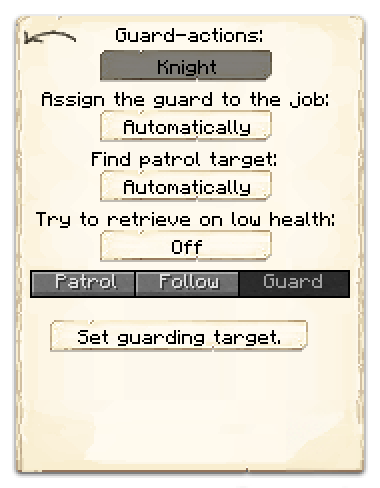 Guard-actions:
Knight
Assign the guard to the job:
Automatically
Find patrol target:
Automatically
Try to retrieve on low health:
Off
Patrol Follow Guard
Set guarding target.